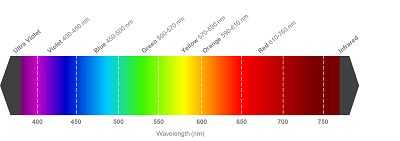 Ultra Violet
Violet 400-450 nm
Blue 450-500 nm
Green 500-570 nm
Yellow 570-590 nm
Orange 590-610 nm
Red 610-760 nm
Infrared
400 450 500 550 600 650 700 750
Wavelength (nm)